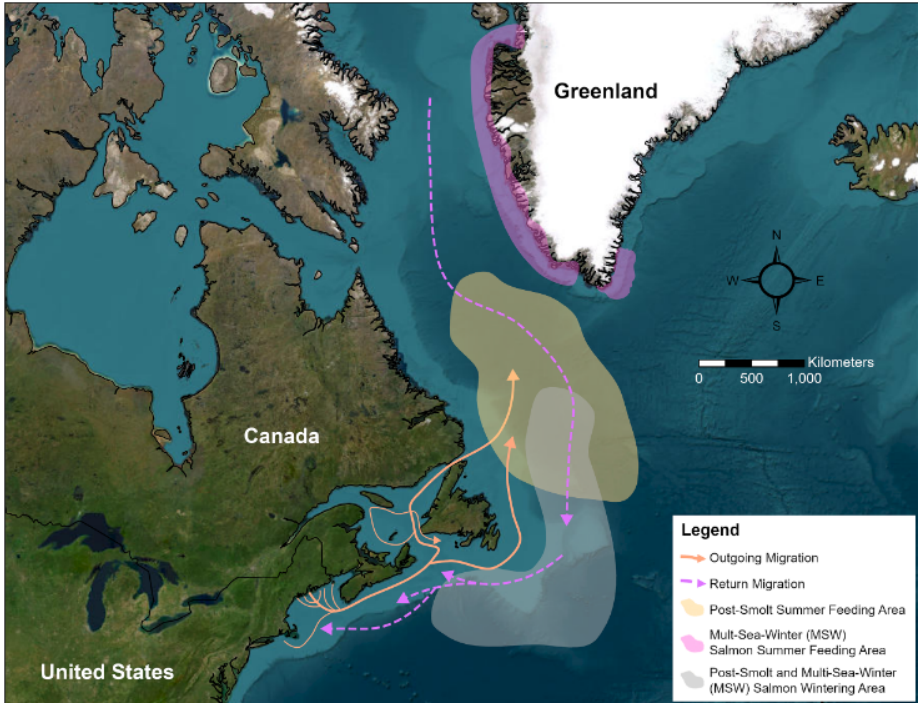 Greenland
N
W
E
S
Kilometers
0 500 1,000
Canada
United States
Legend
Outgoing Migration
Return Migration
Post-Smolt Summer Feeding Area
Mult-Sea-Winter (MSW)
Salmon Summer Feeding Area
Post-Smolt and Multi-Sea-Winter
(MSW) Salmon Wintering Area